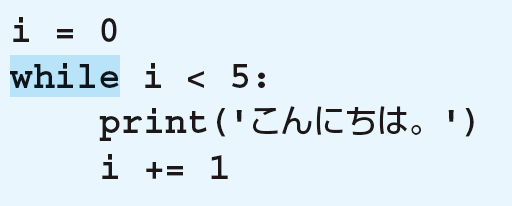 i = 0
while i < 5:
    print('こんにちは。')
    i += 1